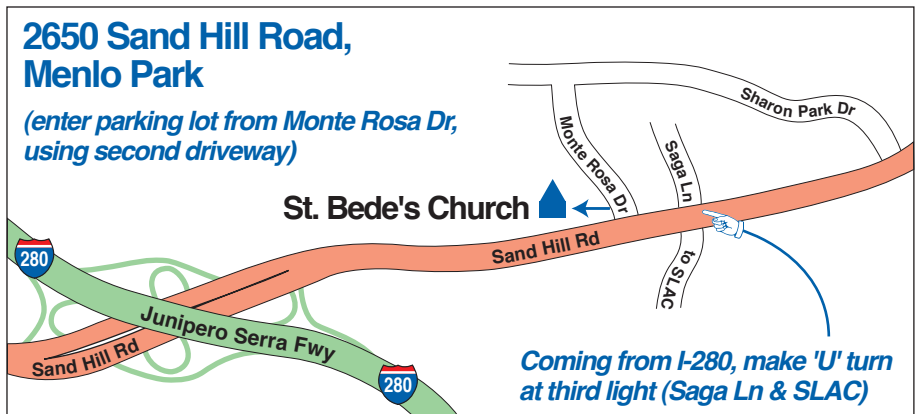 2650 Sand Hill Road,
Menlo Park
(enter parking lot from Monte Rosa Dr,
using second driveway)
Sharon Park Dr
Monte Rosa Dr
Saga Ln
St. Bede's Church
Sand Hill Rd
to SLAC
280
Junipero Serra Fwy
Sand Hill Rd
280
Coming from I-280, make 'U' turn
at third light (Saga Ln & SLAC)